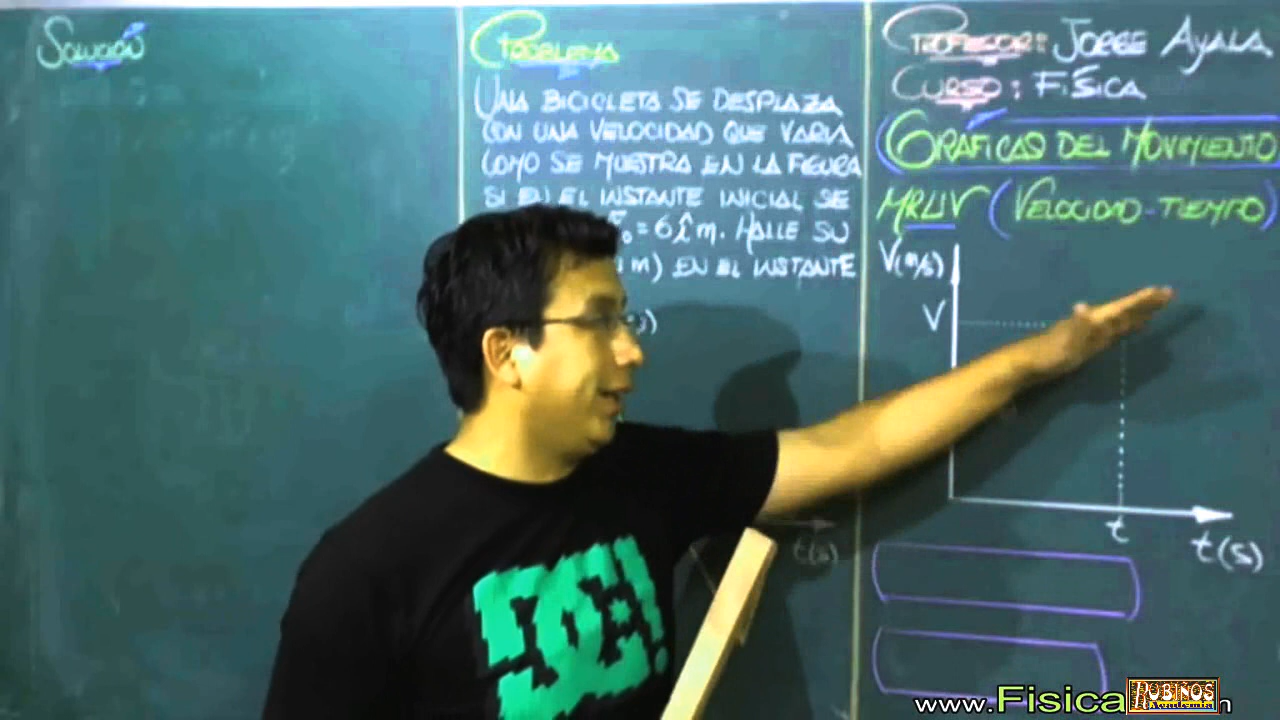 SOLUCIÓN
PROBLEMA
UNA BICICLETA SE DESPLAZA
CON UNA VELOCIDAD QUE VARIA
COMO SE MUESTRA EN LA FIGURA
SI EN EL INSTANTE INICIAL SE
=6 î m. HALLE SU
m) EN EL INSTANTE
t(s)
PROFESOR: JORGE AYALA
CURSO: FÍSICA
GRÁFICAS DEL MOVIMIENTO
MRUV (VELOCIDAD-TIEMPO)
V(m/s)
V
t
t(s)
www.Fisica
ROBIÑOS